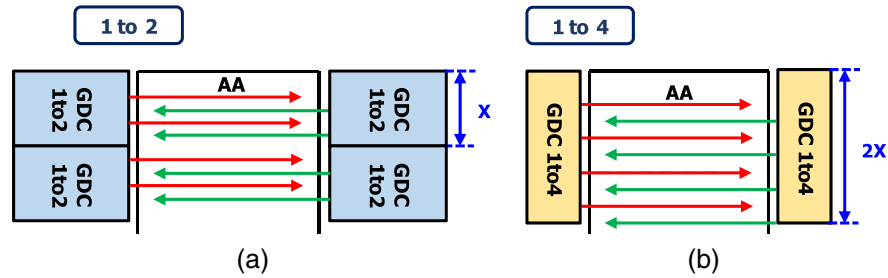 1 to 2
GDC
1to2
GDC
1to2
AA
GDC
1to2
GDC
1to2
X
(a)
1 to 4
GDC 1to4
AA
GDC 1to4
2X
(b)